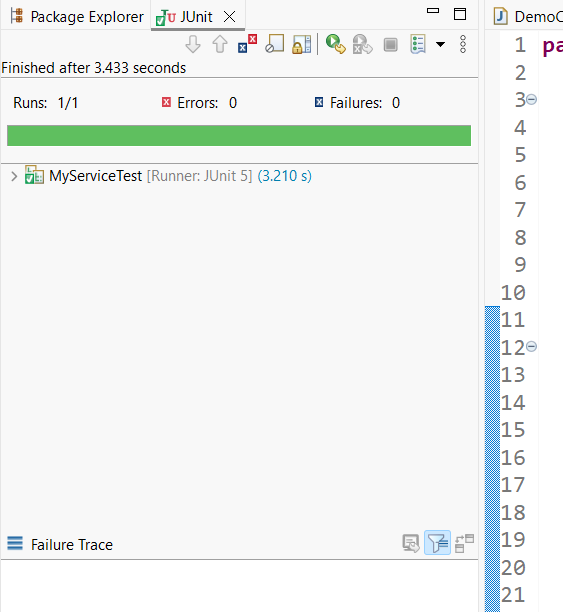 Package Explorer JUnit
Finished after 3.433 seconds
Runs: 1/1 Errors: 0 Failures: 0
MyServiceTest [Runner: JUnit 5] (3.210 s)
Failure Trace
DemoC
1 pa
2
3
4
5
6
7
8
9
10
11
12
13
14
15
16
17
18
19
20
21